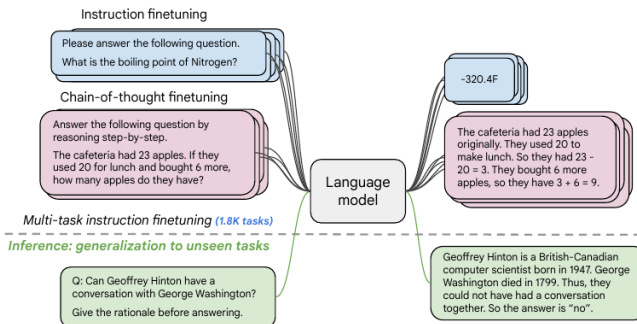 Instruction finetuning
Please answer the following question.
What is the boiling point of Nitrogen?
-320.4F
Chain-of-thought finetuning
Answer the following question by
reasoning step-by-step.
The cafeteria had 23 apples. If they
used 20 for lunch and bought 6 more,
how many apples do they have?
Language
model
The cafeteria had 23 apples
originally. They used 20 to
make lunch. So they had 23 -
20 = 3. They bought 6 more
apples, so they have 3 + 6 = 9.
Multi-task instruction finetuning (1.8K tasks)
Inference: generalization to unseen tasks
Q: Can Geoffrey Hinton have a
conversation with George Washington?
Give the rationale before answering.
Geoffrey Hinton is a British-Canadian
computer scientist born in 1947. George
Washington died in 1799. Thus, they
could not have had a conversation
together. So the answer is “no”.